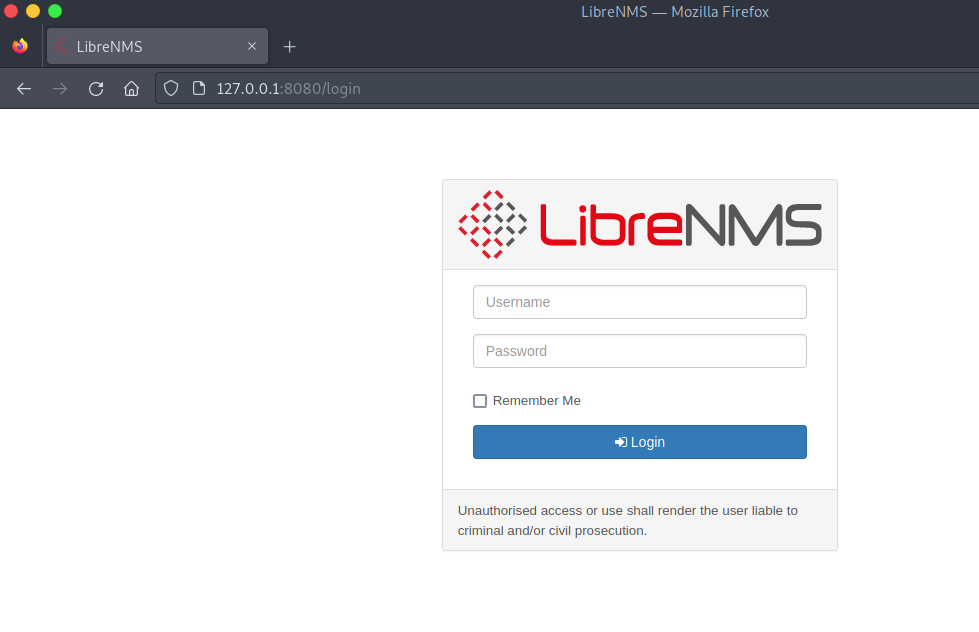 LibreNMS — Mozilla Firefox
LibreNMS
127.0.0.1:8080/login
LibreNMS
Username
Password
Remember Me
Login
Unauthorised access or use shall render the user liable to
criminal and/or civil prosecution.